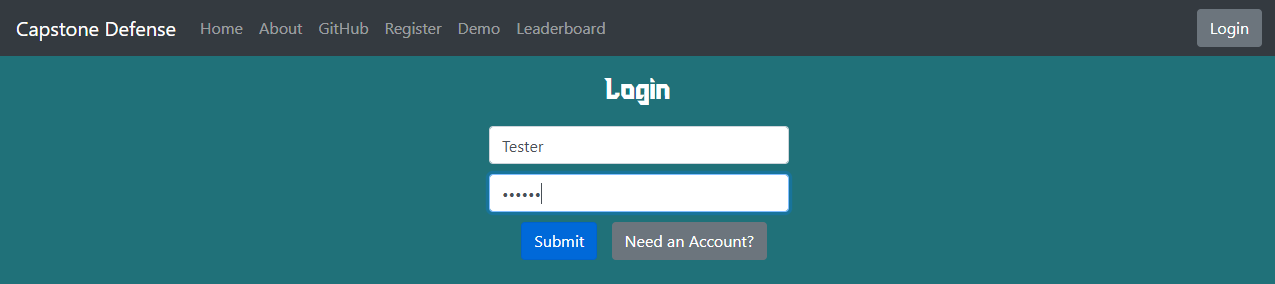 Capstone Defense Home About GitHub Register Demo Leaderboard Login
Login
Tester
••••••
Submit Need an Account?